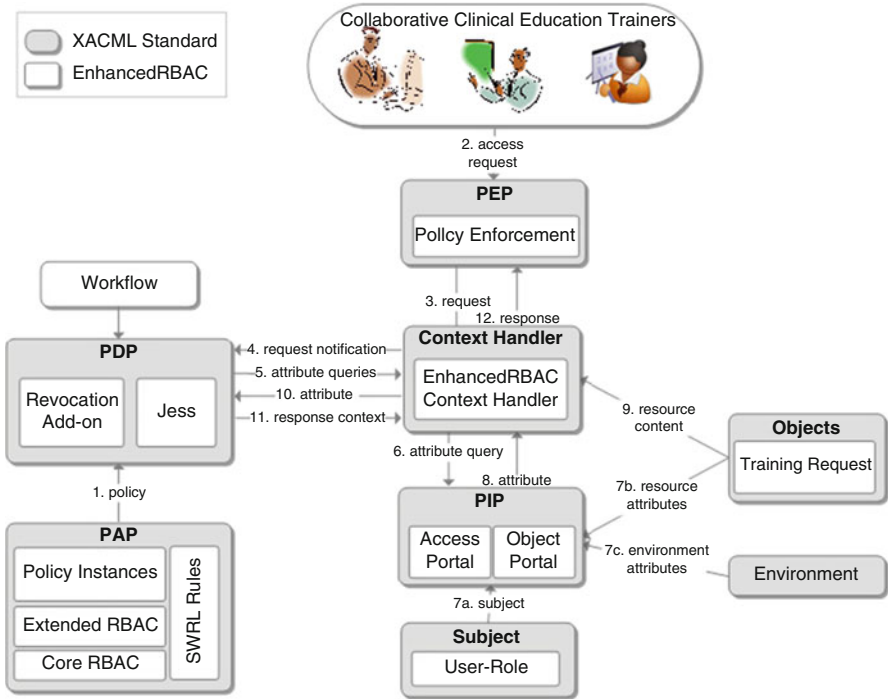 Collaborative Clinical Education Trainers
XACML Standard
EnhancedRBAC
2. access
request
PEP
Pollcy Enforcement
Workflow
3. request
12. response
PDP
Revocation
Add-on
Jess
4. request notification
5. attribute queries
10. attribute
11. response context
Context Handler
EnhancedRBAC
Context Handler
9. resource
content
Objects
Training Request
6. attribute query
8. attribute
7b. resource
attributes
1. policy
PIP
Access
Portal
Object
Portal
7c. environment
attributes
Environment
PAP
Policy Instances
Extended RBAC
Core RBAC
SWRL Rules
7a. subject
Subject
User-Role